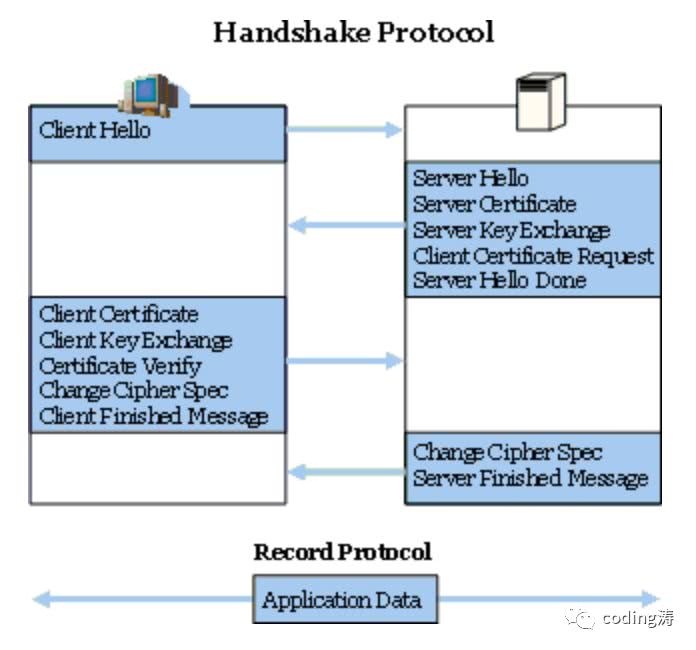 Handshake Protocol
Client Hello
Server Hello
Server Certificate
Server Key Exchange
Client Certificate Request
Server Hello Done
Client Certificate
Client Key Exchange
Certificate Verify
Change Cipher Spec
Client Finished Message
Change Cipher Spec
Server Finished Message
Record Protocol
Application Data
coding涛